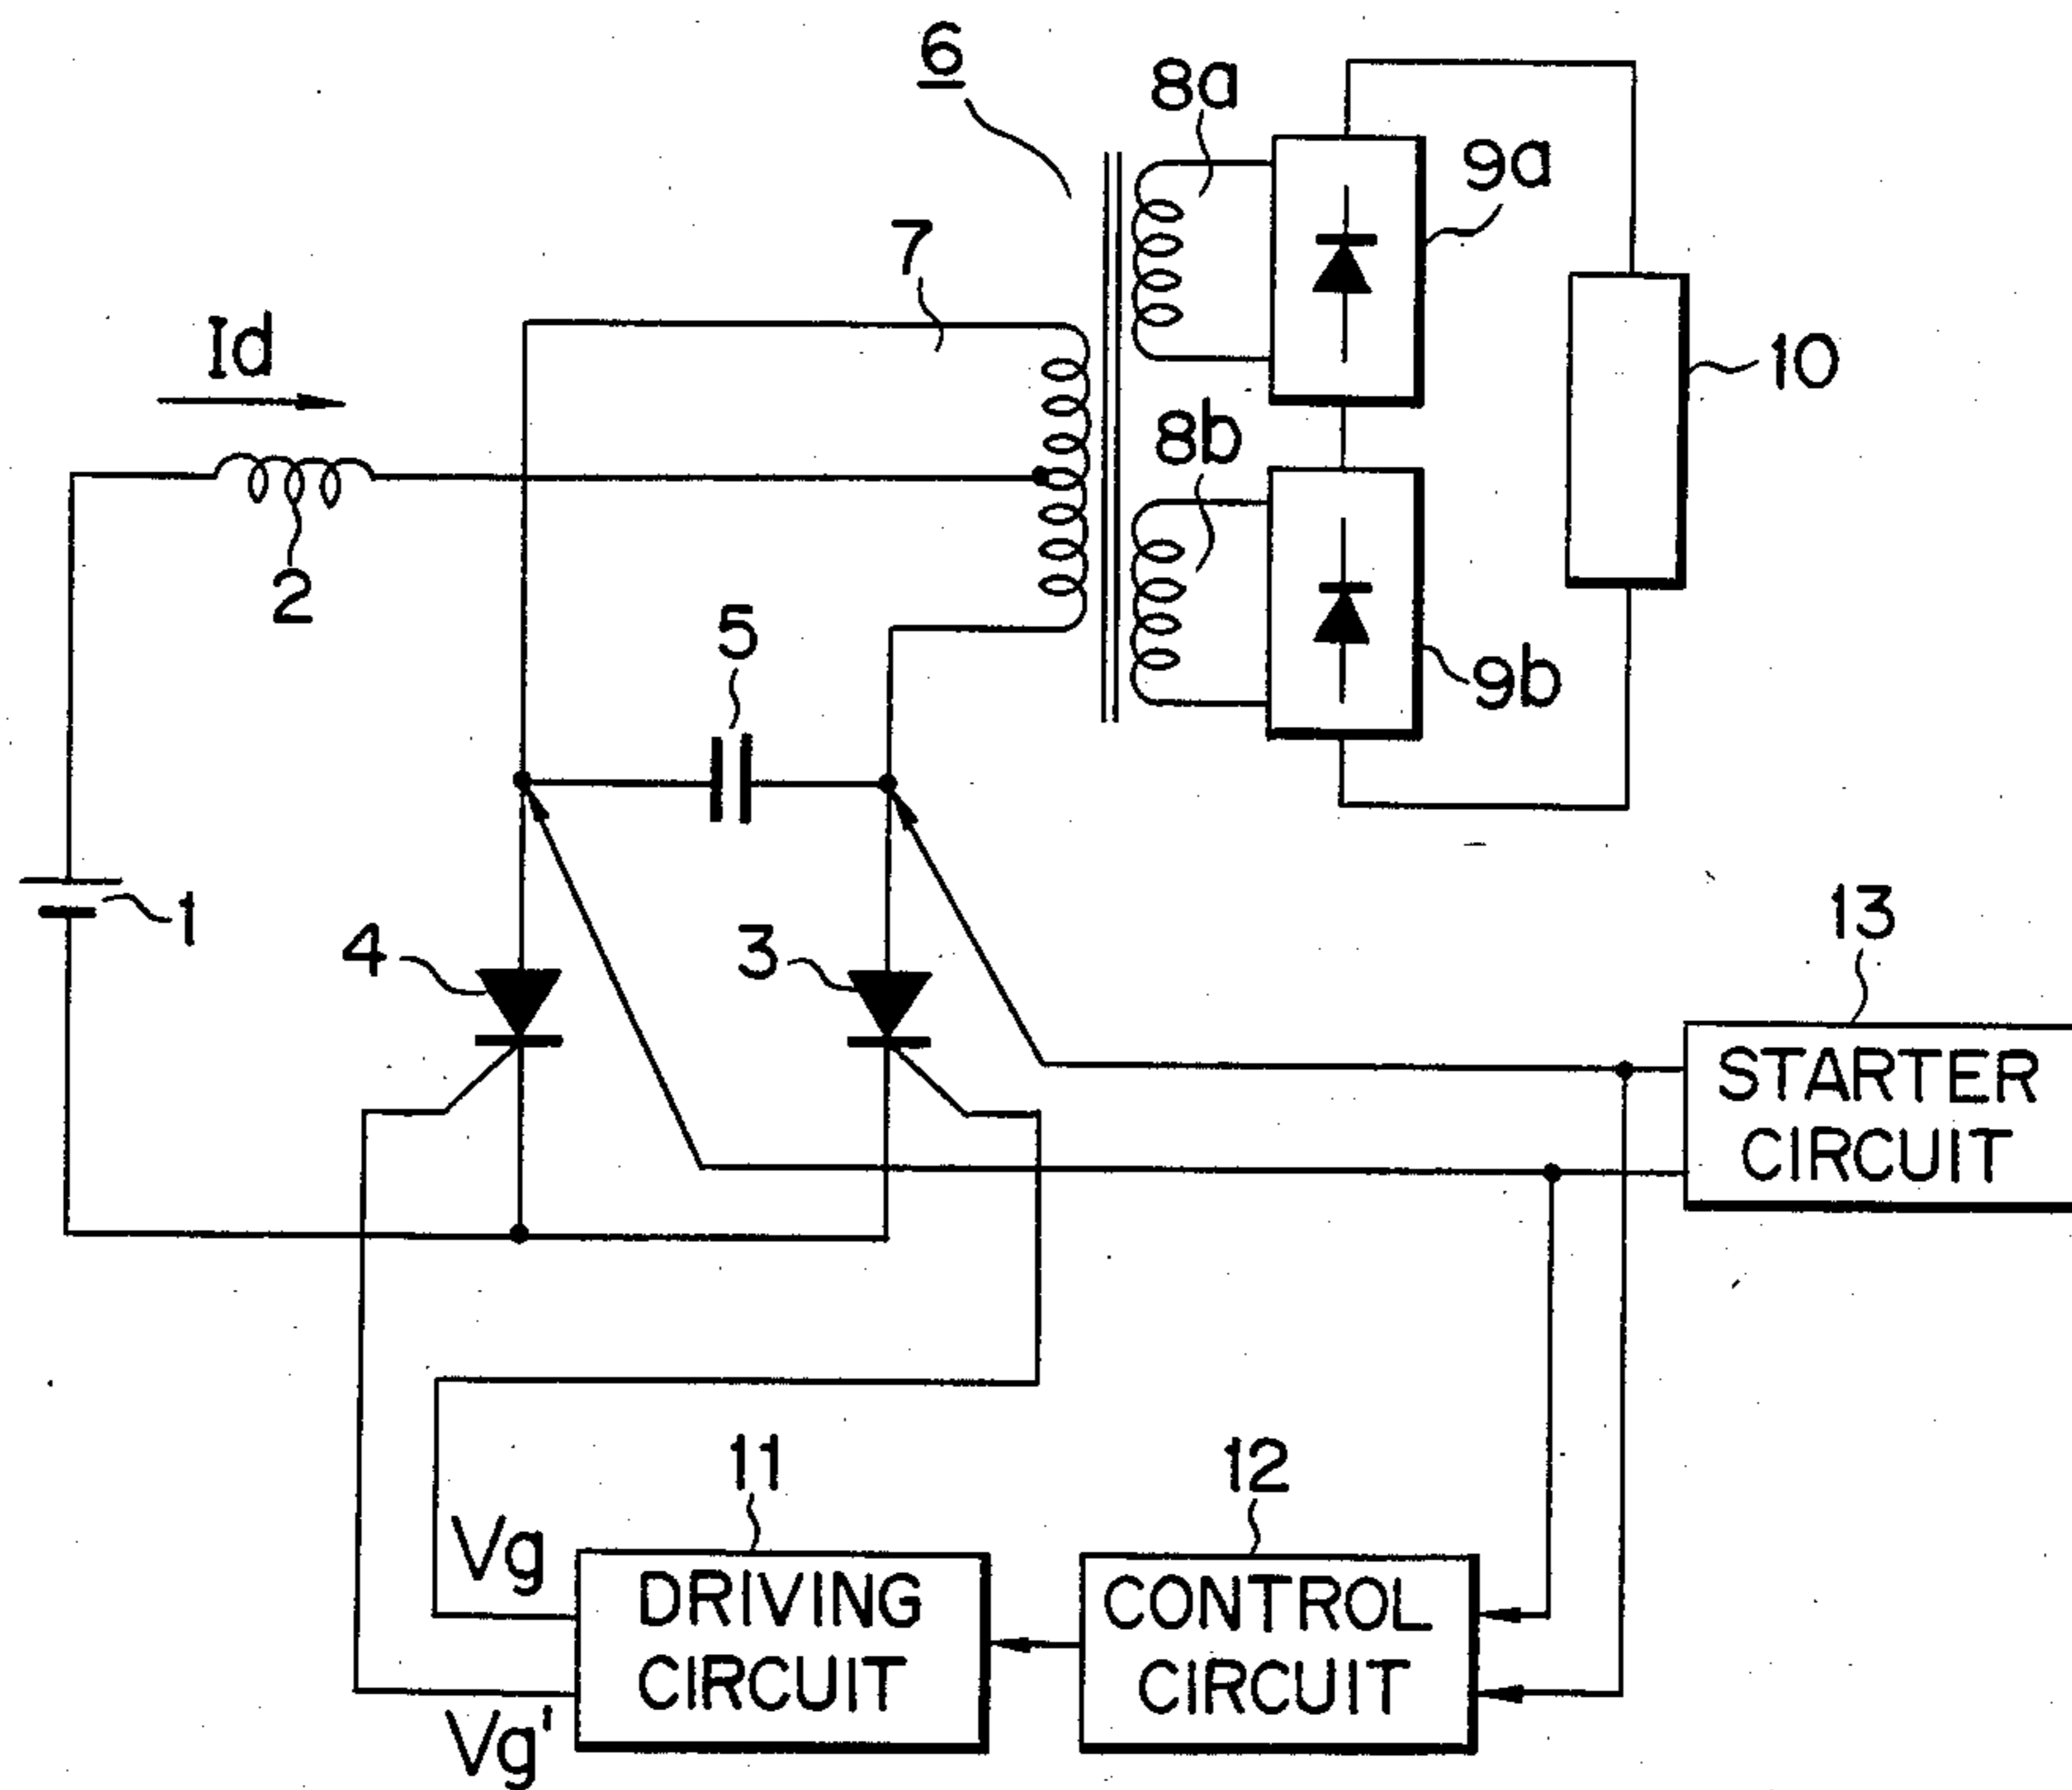 6
8a
9a
7
Id
10
8b
2
5
9b
1
13
4
3
STARTER
CIRCUIT
11
12
Vg
DRIVING
CIRCUIT
CONTROL
CIRCUIT
Vg'